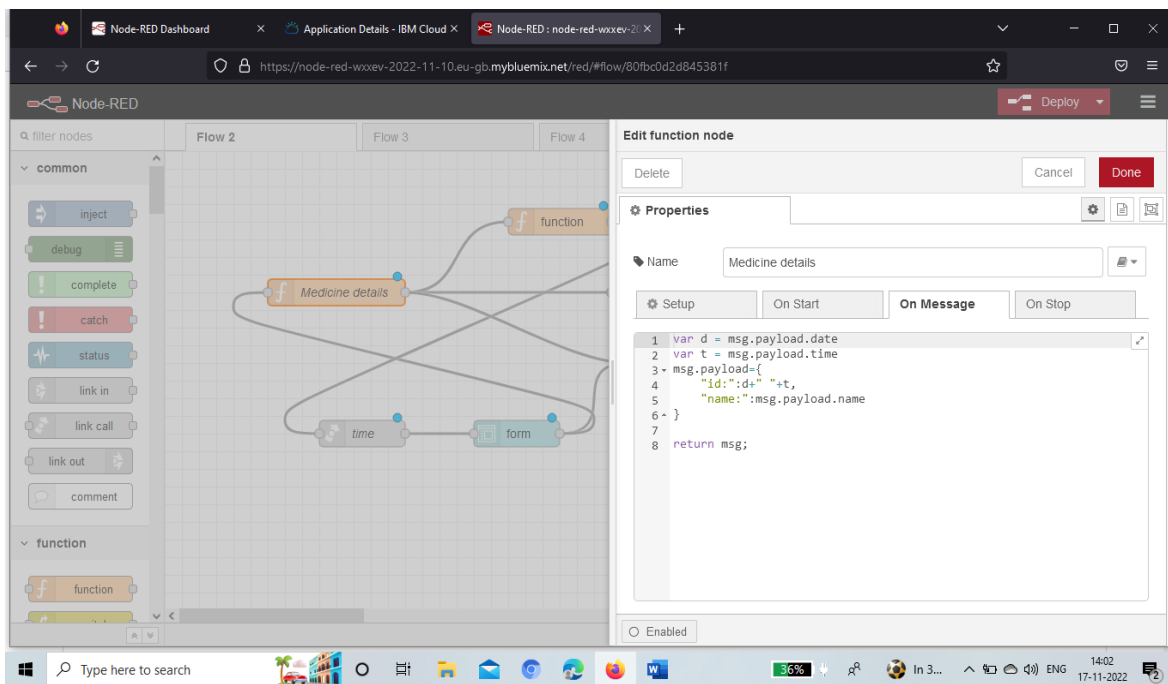 Node-RED Dashboard
Application Details - IBM Cloud
Node-RED : node-red-wxxev-20
https://node-red-wxxev-2022-11-10.eu-gb.mybluemix.net/red/#flow/80fbc0d2d845381f
Node-RED
Deploy
filter nodes
Flow 2
Flow 3
Flow 4
common
inject
debug
complete
catch
status
link in
link call
link out
comment
function
function
function
Medicine details
time
form
Edit function node
Delete
Cancel
Done
Properties
Name
Medicine details
Setup
On Start
On Message
On Stop
1 var d = msg.payload.date
2 var t = msg.payload.time
3 msg.payload={
4 "id:":d+" "+t,
5 "name:":msg.payload.name
6 }
7
8 return msg;
Enabled
Type here to search
36%
In 3...
ENG
14:02
17-11-2022
2